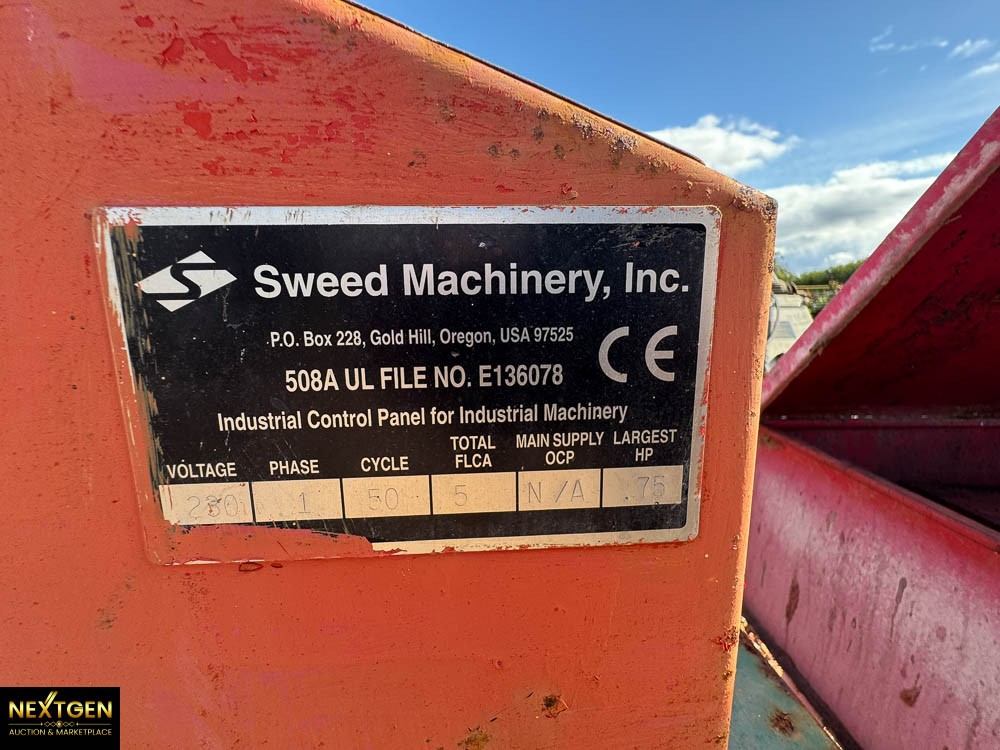 Sweed Machinery, Inc.
P.O. Box 228, Gold Hill, Oregon, USA 97525
CE
508A UL FILE NO. E136078
Industrial Control Panel for Industrial Machinery
VOLTAGE PHASE CYCLE TOTAL FLCA MAIN SUPPLY OCP LARGEST HP
230 1 50 5 N/A .75
NEXTGEN
AUCTION & MARKETPLACE